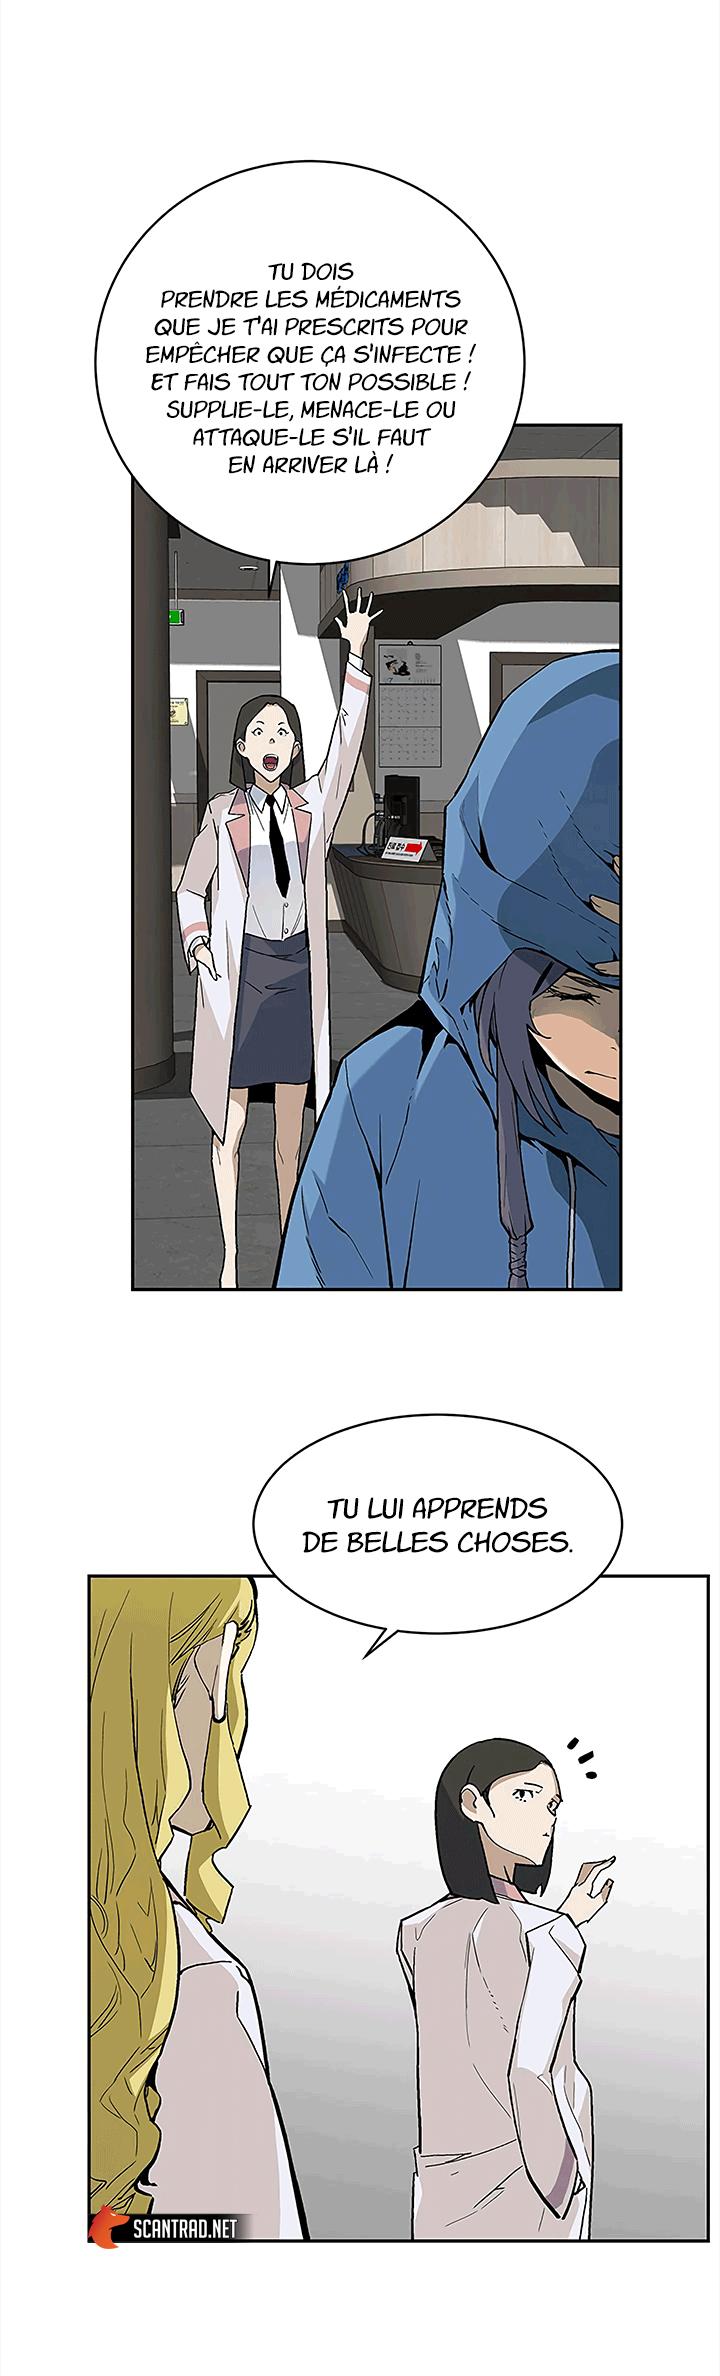 TU DOIS
PRENDRE LES MÉDICAMENTS
QUE JE T'AI PRESCRITS POUR
EMPÊCHER QUE ÇA S'INFECTE !
ET FAIS TOUT TON POSSIBLE !
SUPPLIE-LE, MENACE-LE OU
ATTAQUE-LE S'IL FAUT
EN ARRIVER LÀ !
TU LUI APPRENDS
DE BELLES CHOSES.
SCANTRAD.NET